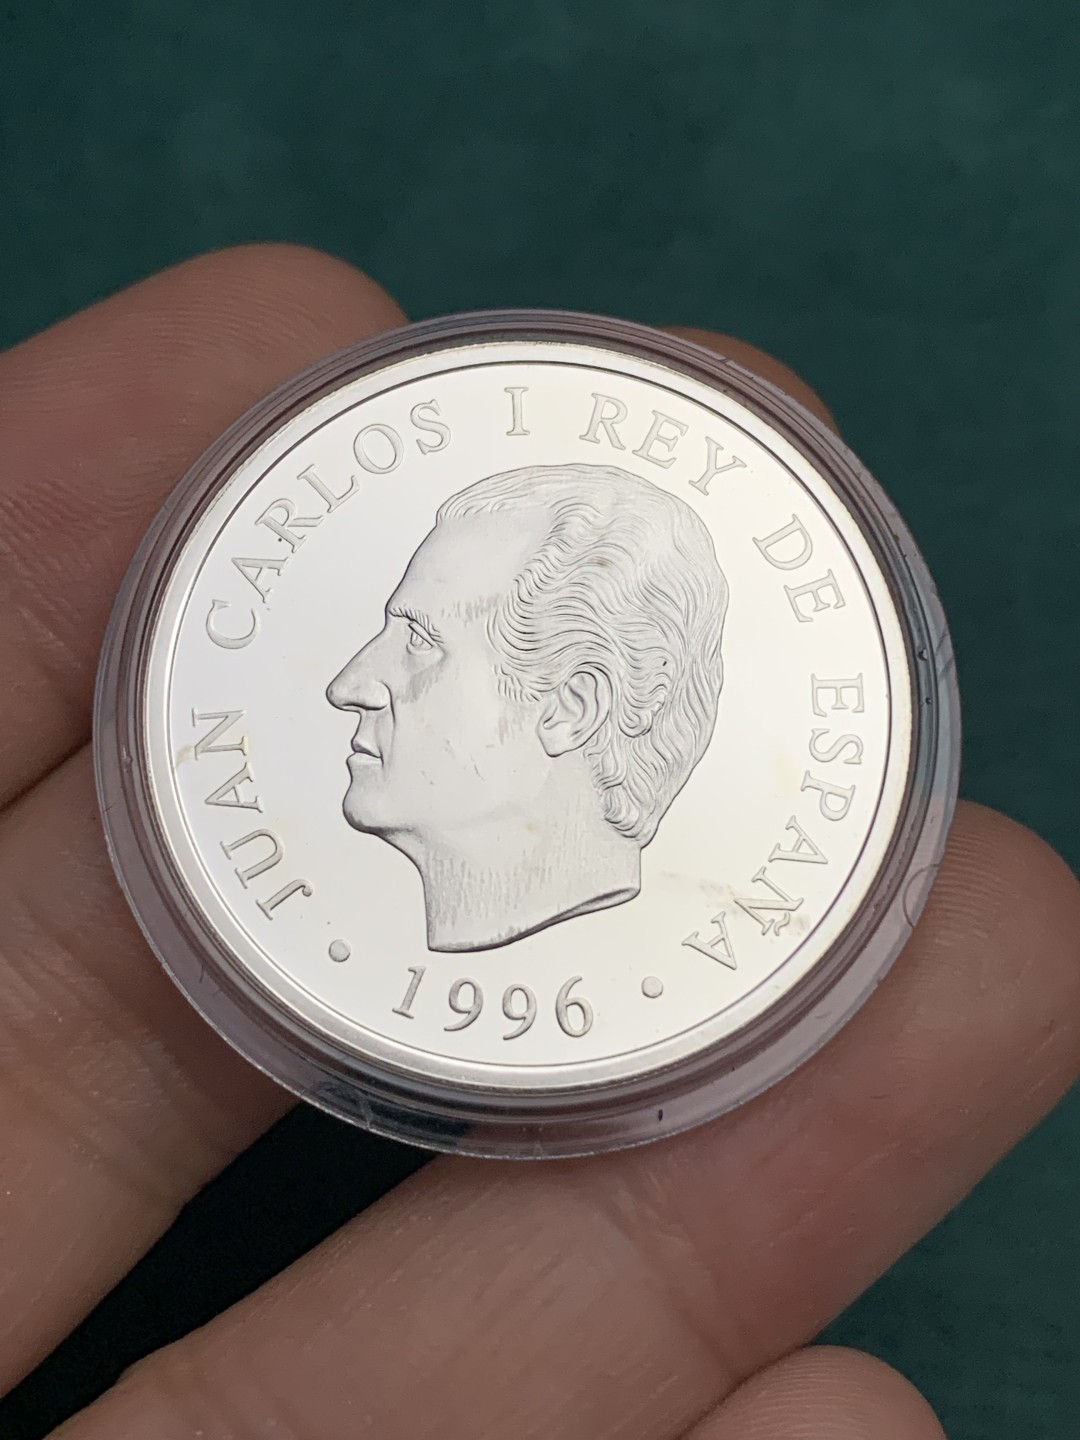 JUAN CARLOS I REY DE ESPAÑA
• 1996 •